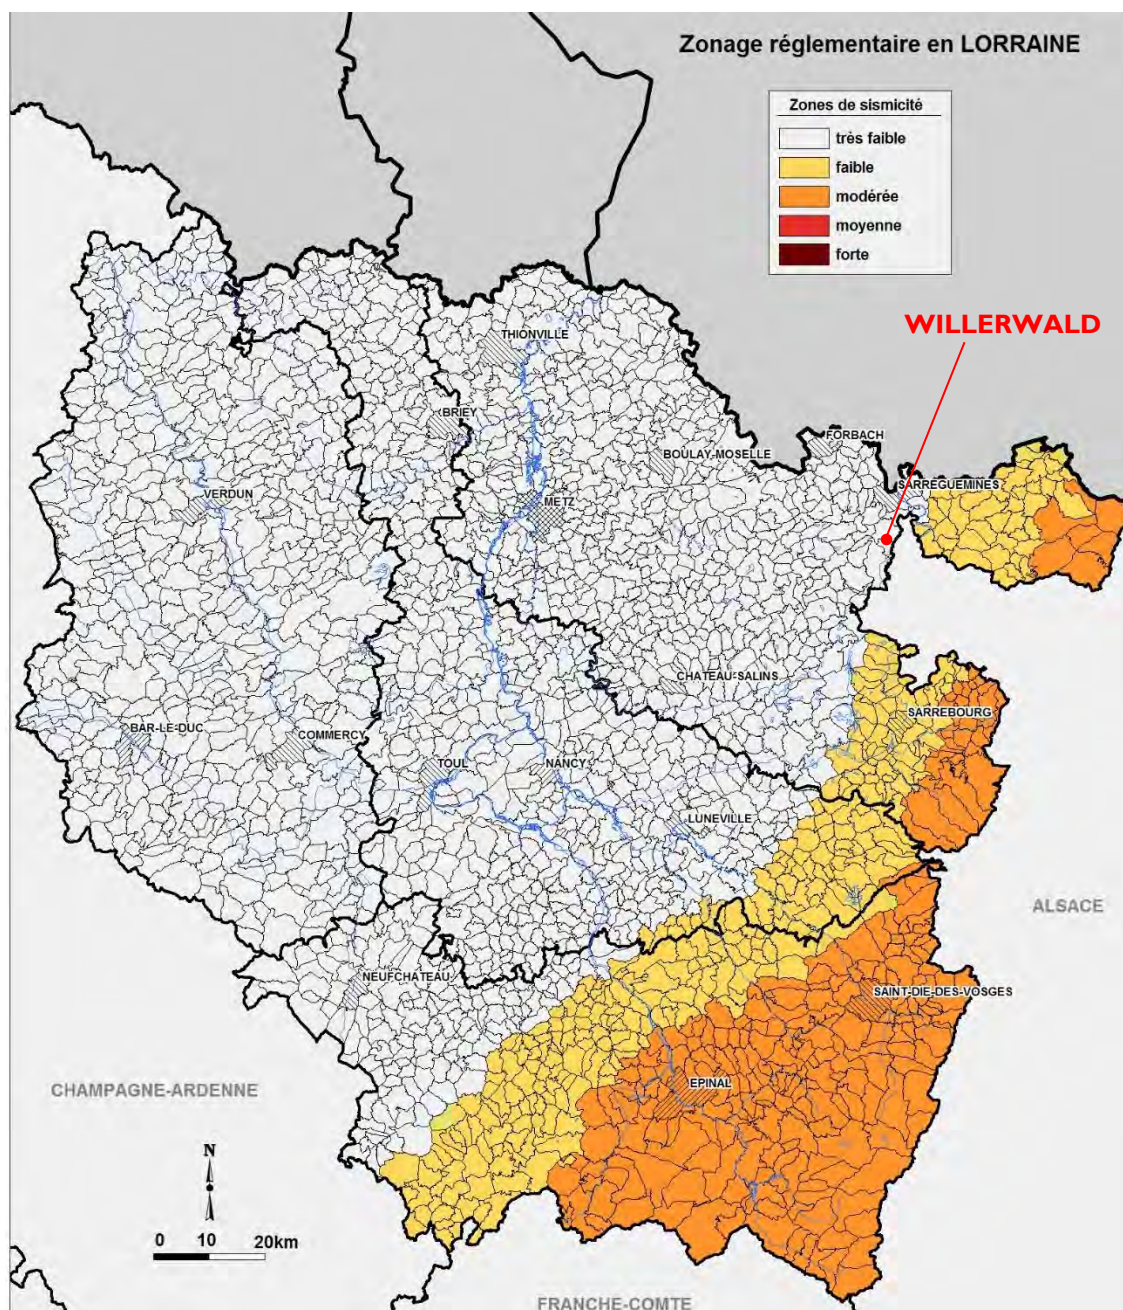 Zonage réglementaire en LORRAINE
Zones de sismicité
très faible
faible
modérée
moyenne
forte
WILLERWALD
THIONVILLE
BRIEY
FORBACH
BOULAY-MOSELLE
SARREGUEMINES
VERDUN
METZ
CHATEAU-SALINS
SARREBOURG
BAR-LE-DUC
COMMERCY
TOUL
NANCY
LUNEVILLE
ALSACE
NEUFCHATEAU
SAINT-DIE-DES-VOSGES
EPINAL
CHAMPAGNE-ARDENNE
N
0 10 20km
FRANCHE-COMTE